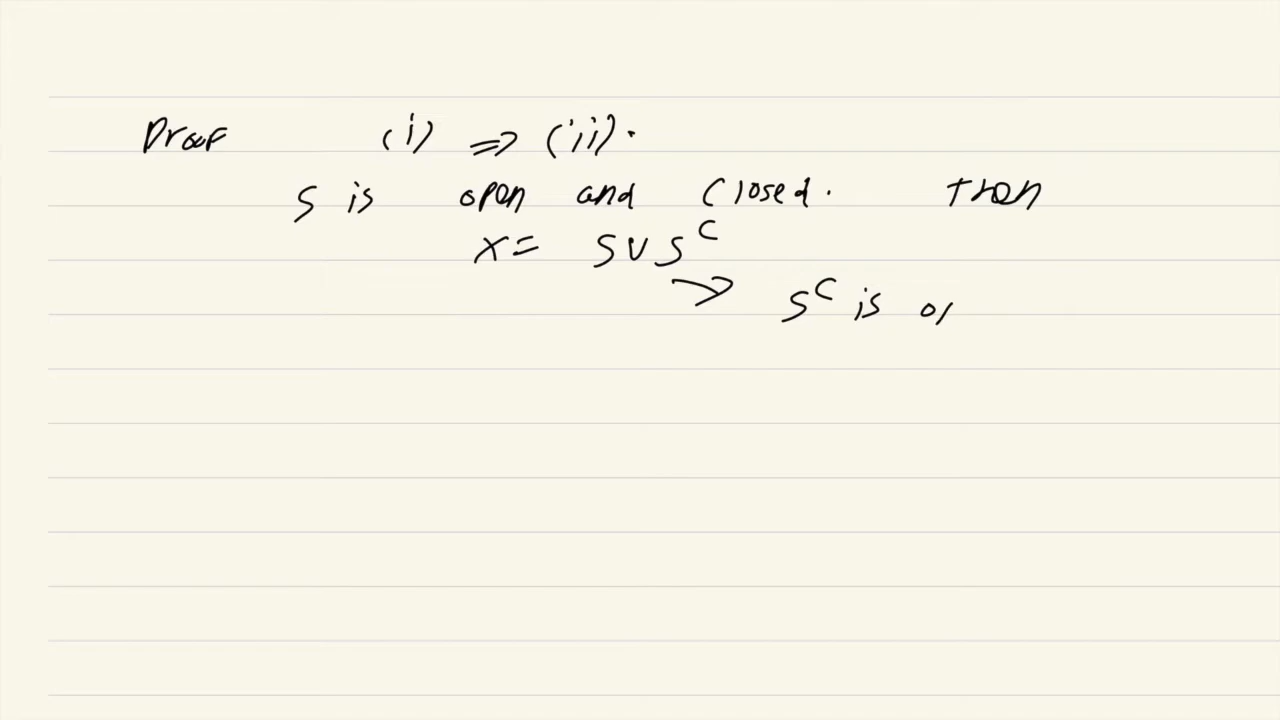 Proof (i) ⇒ (ii).
S is open and closed. Then
X = S ∪ S^C
→ S^C is o